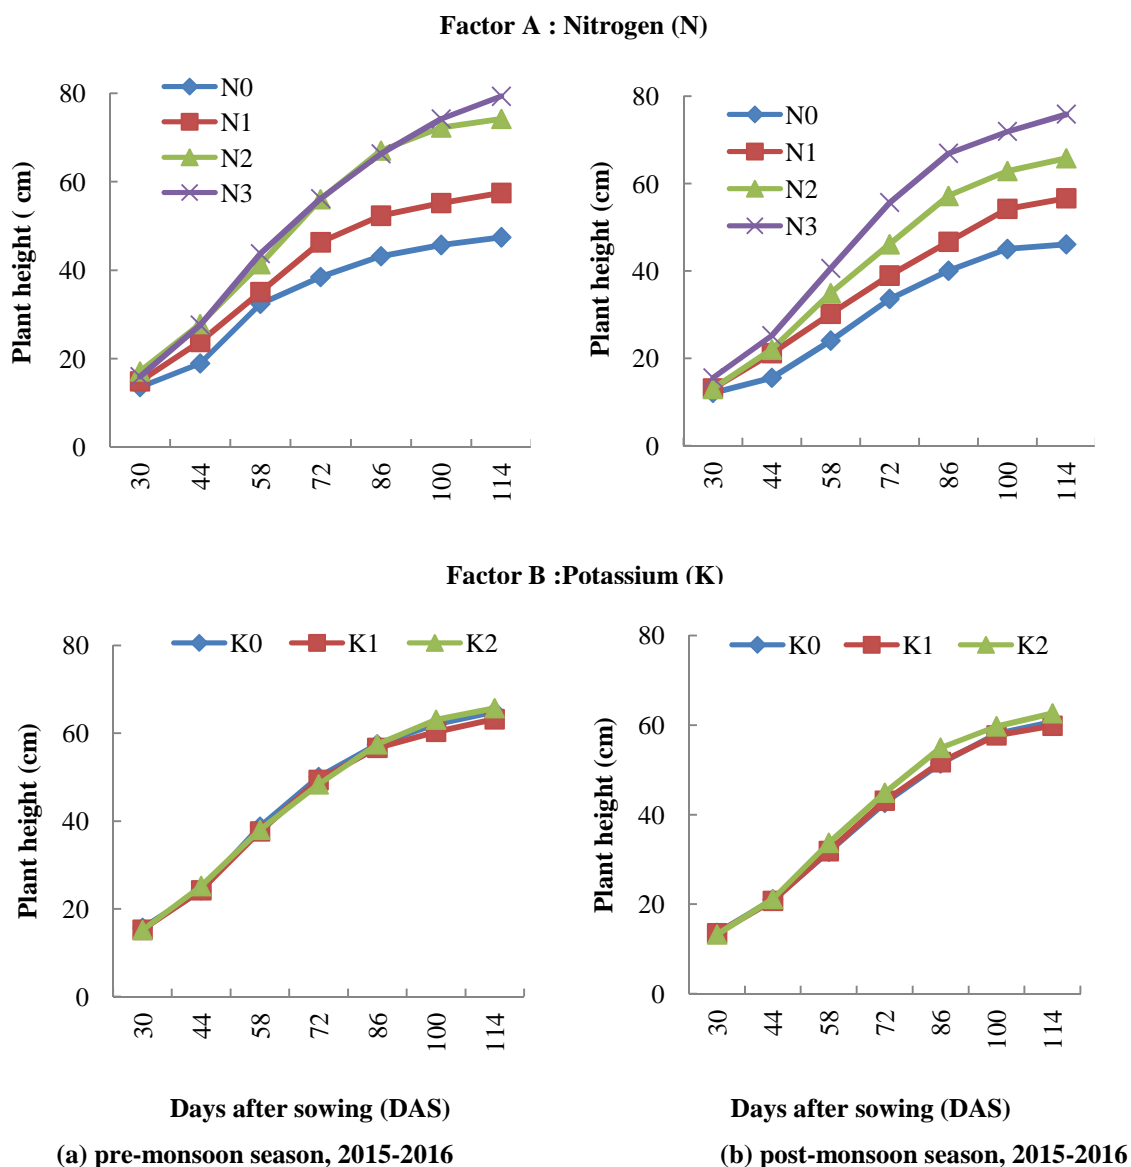 Factor A : Nitrogen (N)
N0
N1
N2
N3
Plant height ( cm)
80
60
40
20
0
30 44 58 72 86 100 114
N0
N1
N2
N3
Plant height (cm)
80
60
40
20
0
30 44 58 72 86 100 114
Factor B :Potassium (K)
K0 K1 K2
Plant height (cm)
80
60
40
20
0
30 44 58 72 86 100 114
K0 K1 K2
Plant height (cm)
80
60
40
20
0
30 44 58 72 86 100 114
Days after sowing (DAS) Days after sowing (DAS)
(a) pre-monsoon season, 2015-2016 (b) post-monsoon season, 2015-2016